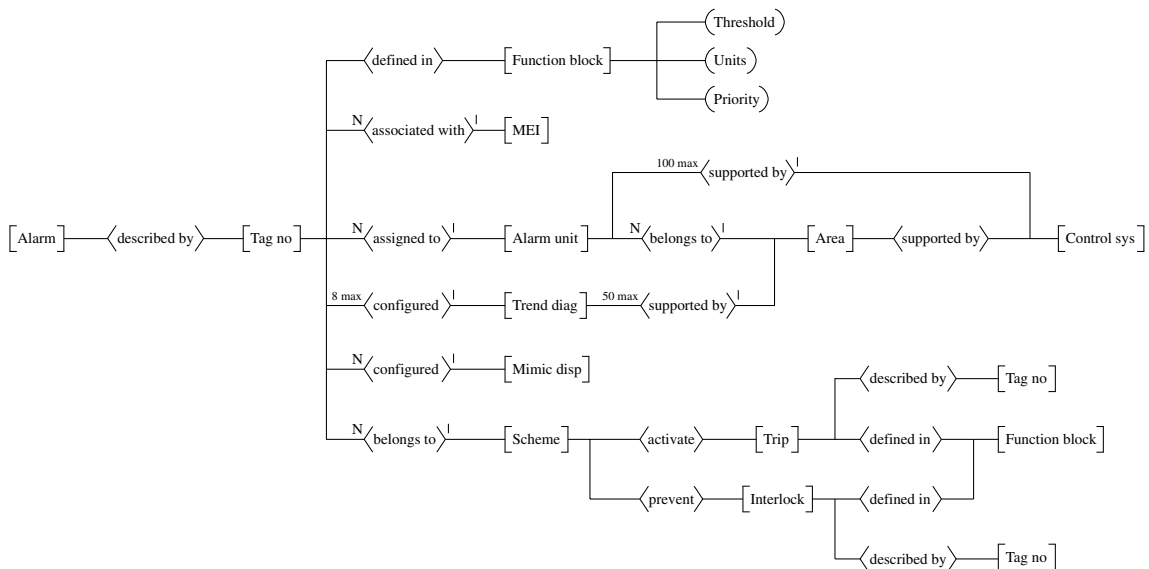 Threshold
defined in Function block Units
Priority
N associated with I MEI
100 max supported by I
Alarm described by Tag no N assigned to I Alarm unit N belongs to I Area supported by Control sys
8 max configured I Trend diag 50 max supported by I
N configured I Mimic disp
described by Tag no
N belongs to I Scheme activate Trip defined in Function block
prevent Interlock defined in
described by Tag no